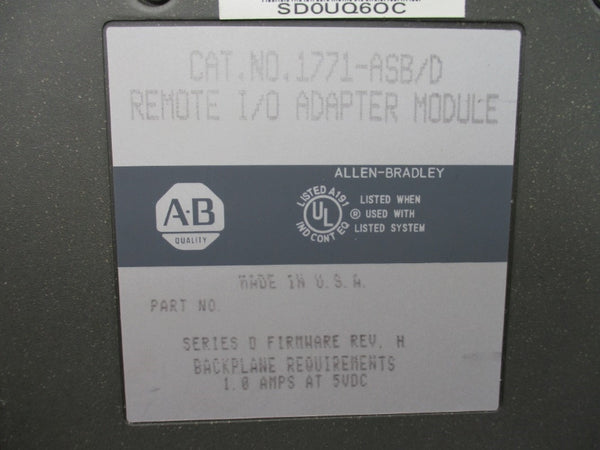 SD0UQ60C
CAT.NO.1771-ASB/D
REMOTE I/O ADAPTER MODULE
ALLEN-BRADLEY
A-B
QUALITY
LISTED A191
UL
IND CONT EQ
®
LISTED WHEN
USED WITH
LISTED SYSTEM
MADE IN U.S.A.
PART NO.
SERIES D FIRMWARE REV. H
BACKPLANE REQUIREMENTS
1.0 AMPS AT 5VDC